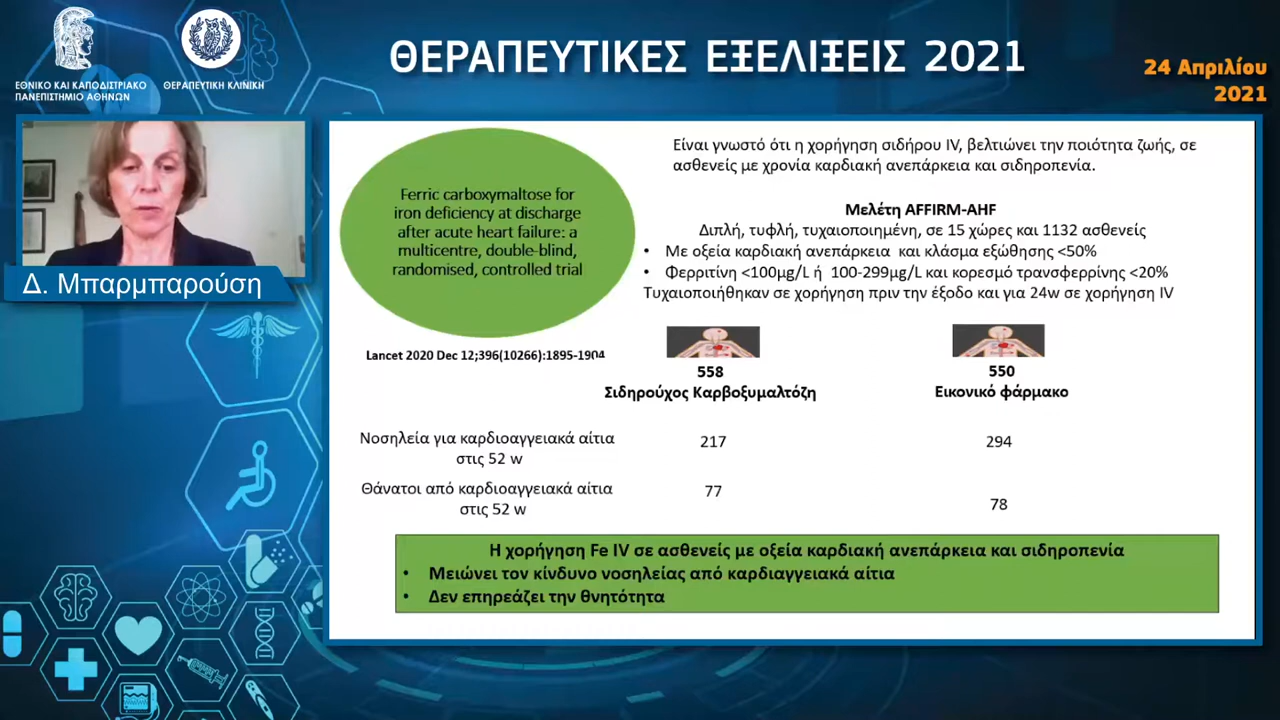 ΕΘΝΙΚΟ ΚΑΙ ΚΑΠΟΔΙΣΤΡΙΑΚΟ
ΠΑΝΕΠΙΣΤΗΜΙΟ ΑΘΗΝΩΝ
ΘΕΡΑΠΕΥΤΙΚΗ ΚΛΙΝΙΚΗ
ΘΕΡΑΠΕΥΤΙΚΕΣ ΕΞΕΛΙΞΕΙΣ 2021
24 Απριλίου
2021
Δ. Μπαρμπαρούση
Ferric carboxymaltose for
iron deficiency at discharge
after acute heart failure: a
multicentre, double-blind,
randomised, controlled trial
Lancet 2020 Dec 12;396(10266):1895-1904
Είναι γνωστό ότι η χορήγηση σιδήρου IV, βελτιώνει την ποιότητα ζωής, σε
ασθενείς με χρονία καρδιακή ανεπάρκεια και σιδηροπενία.
Μελέτη AFFIRM-AHF
Διπλή, τυφλή, τυχαιοποιημένη, σε 15 χώρες και 1132 ασθενείς
• Με οξεία καρδιακή ανεπάρκεια και κλάσμα εξώθησης <50%
• Φερριτίνη <100μg/L ή 100-299μg/L και κορεσμό τρανσφερρίνης <20%
Τυχαιοποιήθηκαν σε χορήγηση πριν την έξοδο και για 24w σε χορήγηση IV
558 550
Σιδηρούχος Καρβοξυμαλτόζη Εικονικό φάρμακο
Νοσηλεία για καρδιοαγγειακά αίτια 217 294
στις 52 w
Θάνατοι από καρδιοαγγειακά αίτια 77
στις 52 w 78
Η χορήγηση Fe IV σε ασθενείς με οξεία καρδιακή ανεπάρκεια και σιδηροπενία
• Μειώνει τον κίνδυνο νοσηλείας από καρδιαγγειακά αίτια
• Δεν επηρεάζει την θνητότητα